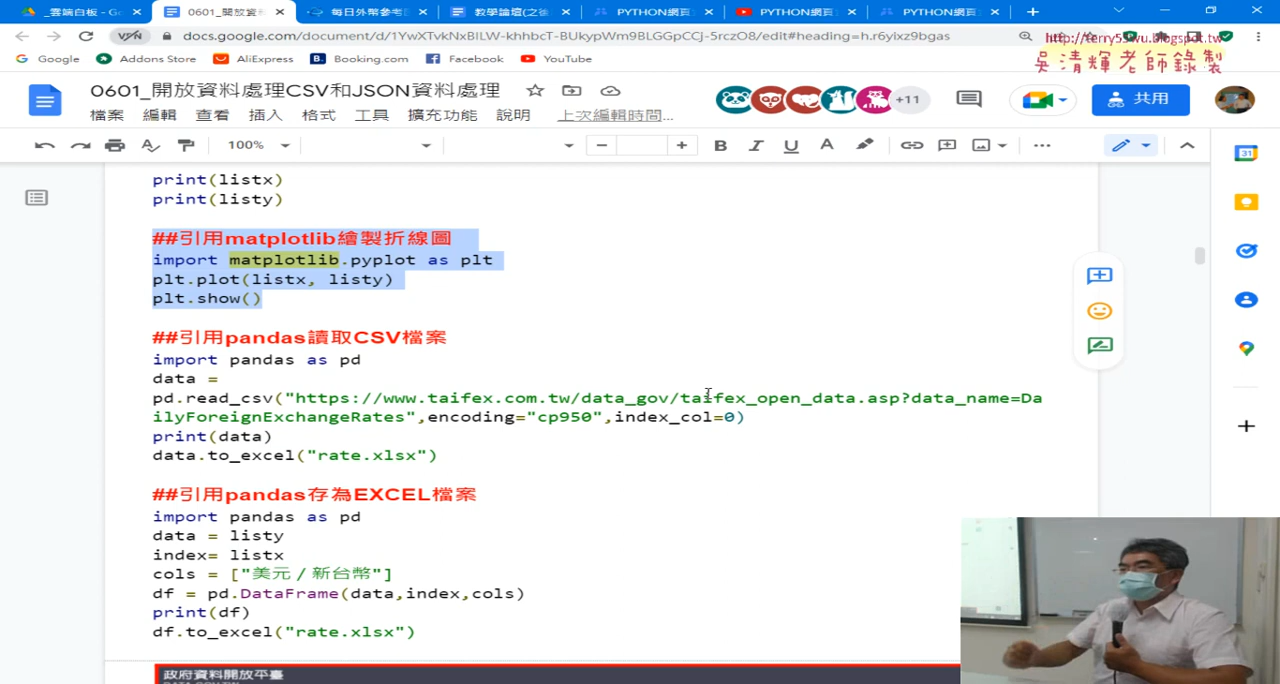 _雲端白板 - Go
0601_開放資料
每日外幣參考
教學論壇(之後
PYTHON網頁
PYTHON網頁
PYTHON網頁
docs.google.com/document/d/1YwXTvkNxBILW-khhbcT-BUkypWm9BLGGpCCj-5rczO8/edit#heading=h.r6ylxz9bgas
http://terry55wu.blogspot.tw
吳清輝老師錄製
Google
Addons Store
AliExpress
Booking.com
Facebook
YouTube
0601_開放資料處理CSV和JSON資料處理
+11
共用
檔案 編輯 查看 插入 格式 工具 擴充功能 說明 上次編輯時間...
100%
print(listx)
print(listy)
##引用matplotlib繪製折線圖
import matplotlib.pyplot as plt
plt.plot(listx, listy)
plt.show()
##引用pandas讀取CSV檔案
import pandas as pd
data =
pd.read_csv("https://www.taifex.com.tw/data_gov/taifex_open_data.asp?data_name=Da
ilyForeignExchangeRates",encoding="cp950",index_col=0)
print(data)
data.to_excel("rate.xlsx")
##引用pandas存為EXCEL檔案
import pandas as pd
data = listy
index= listx
cols = ["美元／新台幣"]
df = pd.DataFrame(data,index,cols)
print(df)
df.to_excel("rate.xlsx")
政府資料開放平臺